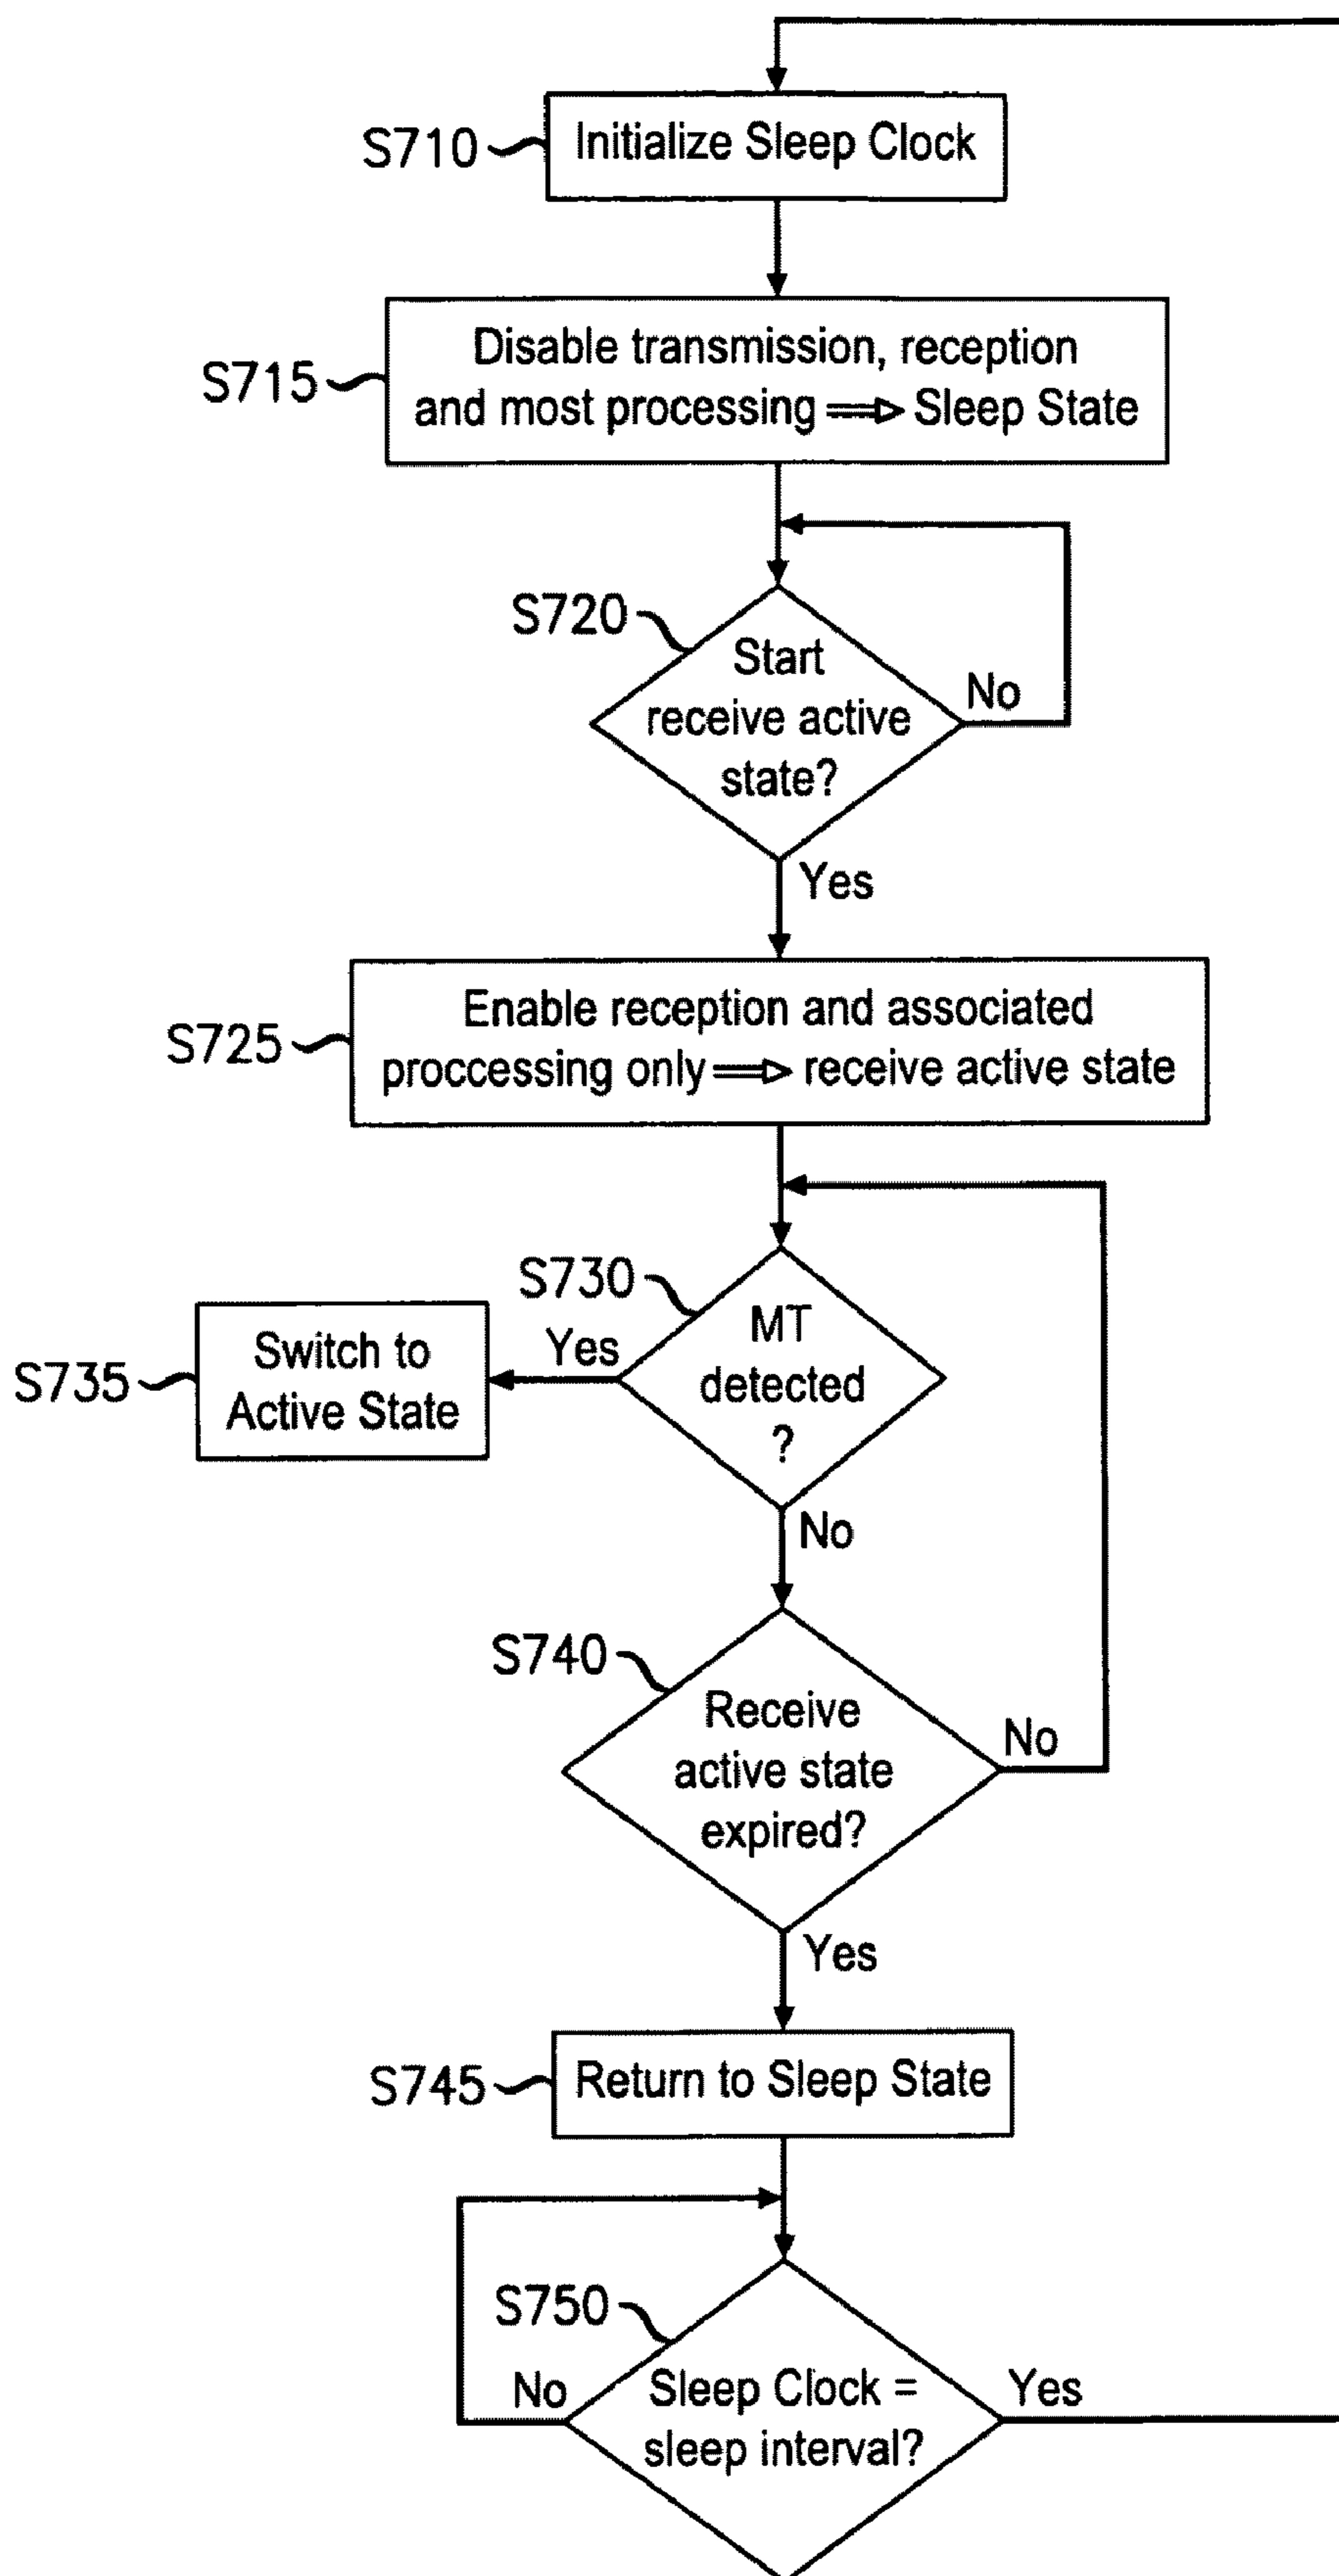 S710
Initialize Sleep Clock
S715
Disable transmission, reception
and most processing ⟹ Sleep State
S720
Start
receive active
state?
No
Yes
S725
Enable reception and associated
proccessing only ⟹ receive active state
S730
MT
detected
?
Yes
S735
Switch to
Active State
No
S740
Receive
active state
expired?
No
Yes
S745
Return to Sleep State
S750
Sleep Clock =
sleep interval?
No
Yes